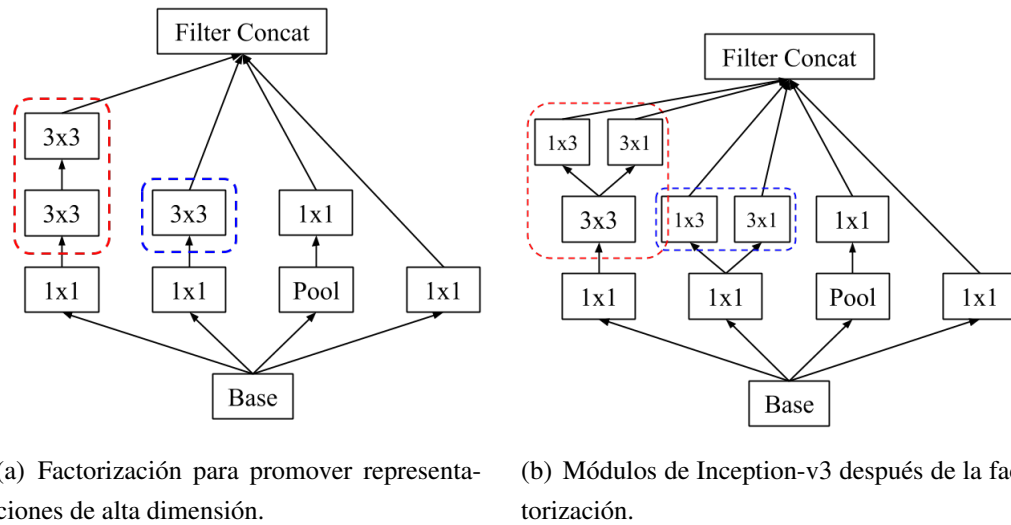 Filter Concat
3x3
3x3
3x3
1x1
1x1
1x1
Pool
1x1
Base
(a) Factorización para promover representa-
ciones de alta dimensión.
Filter Concat
1x3
3x1
3x3
1x3
3x1
1x1
1x1
1x1
Pool
1x1
Base
(b) Módulos de Inception-v3 después de la fac
torización.